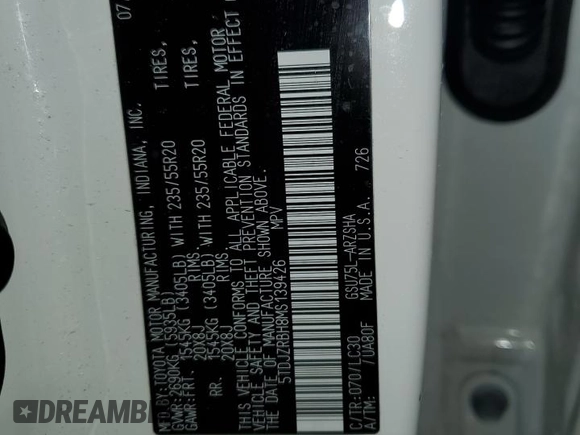 07/
MFD.BY:TOYOTA MOTOR MANUFACTURING, INDIANA, INC.
GVWR:2690KG (5935LB)
GAWR:FRT. 1545KG (3405LB) WITH 235/55R20 TIRES,
20X8J RIMS
RR. 1545KG (3405LB) WITH 235/55R20 TIRES,
20X8J RIMS
THIS VEHICLE CONFORMS TO ALL APPLICABLE FEDERAL MOTOR
VEHICLE SAFETY AND THEFT PREVENTION STANDARDS IN EFFECT
THE DATE OF MANUFACTURE SHOWN ABOVE.
5TDJZRBH8MS139426 MPV
C/TR:070/LC30 GSU75L-ARZSHA
A/TM: /UA80F MADE IN U.S.A. 726
DREAMB